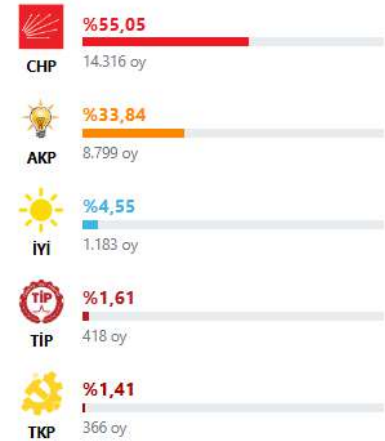 %55,05
CHP
14.316 oy
%33,84
AKP
8.799 oy
%4,55
İYİ
1.183 oy
TİP
%1,61
TİP
418 oy
%1,41
TKP
366 oy